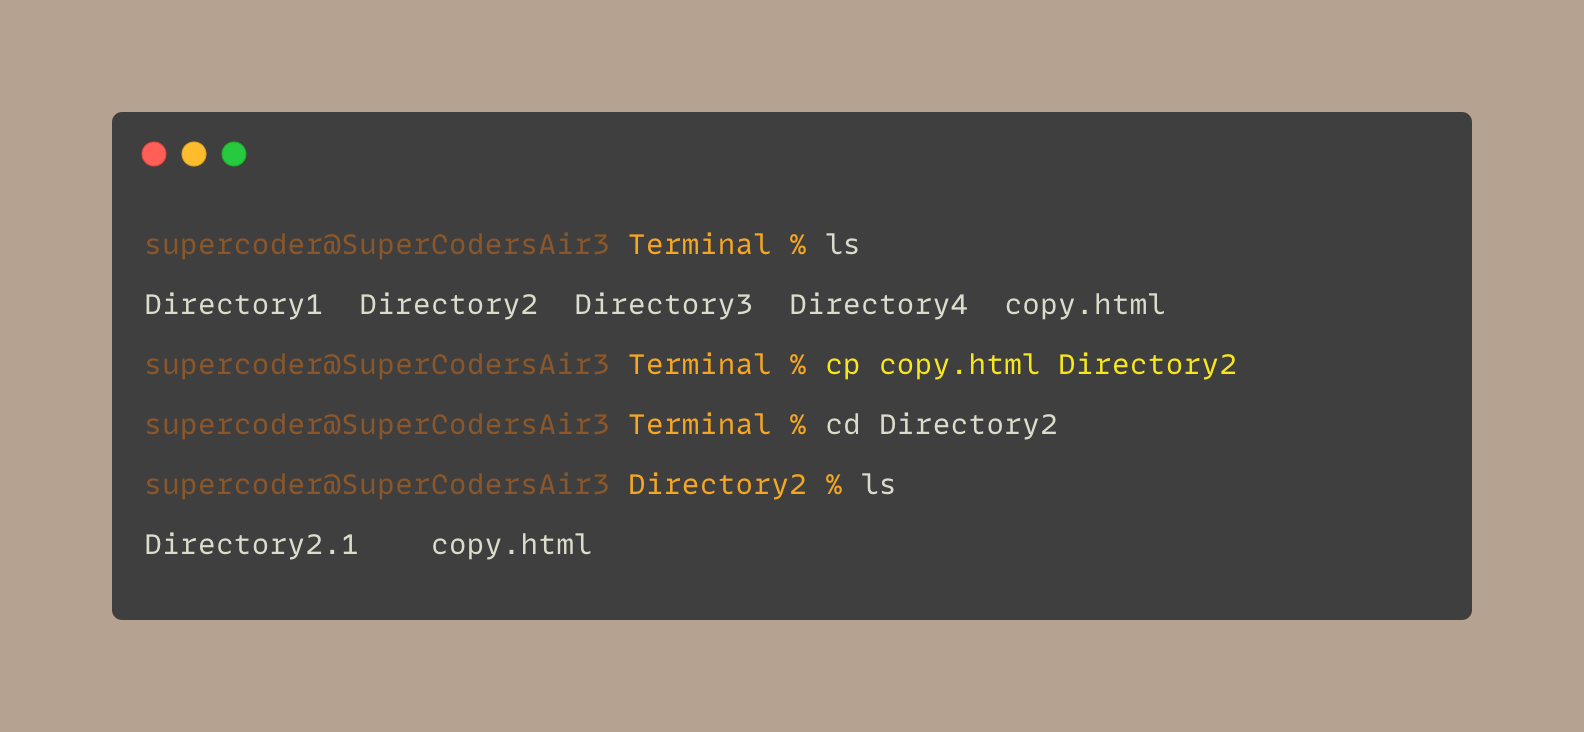 supercoder@SuperCodersAir3 Terminal % ls
Directory1  Directory2  Directory3  Directory4  copy.html
supercoder@SuperCodersAir3 Terminal % cp copy.html Directory2
supercoder@SuperCodersAir3 Terminal % cd Directory2
supercoder@SuperCodersAir3 Directory2 % ls
Directory2.1    copy.html